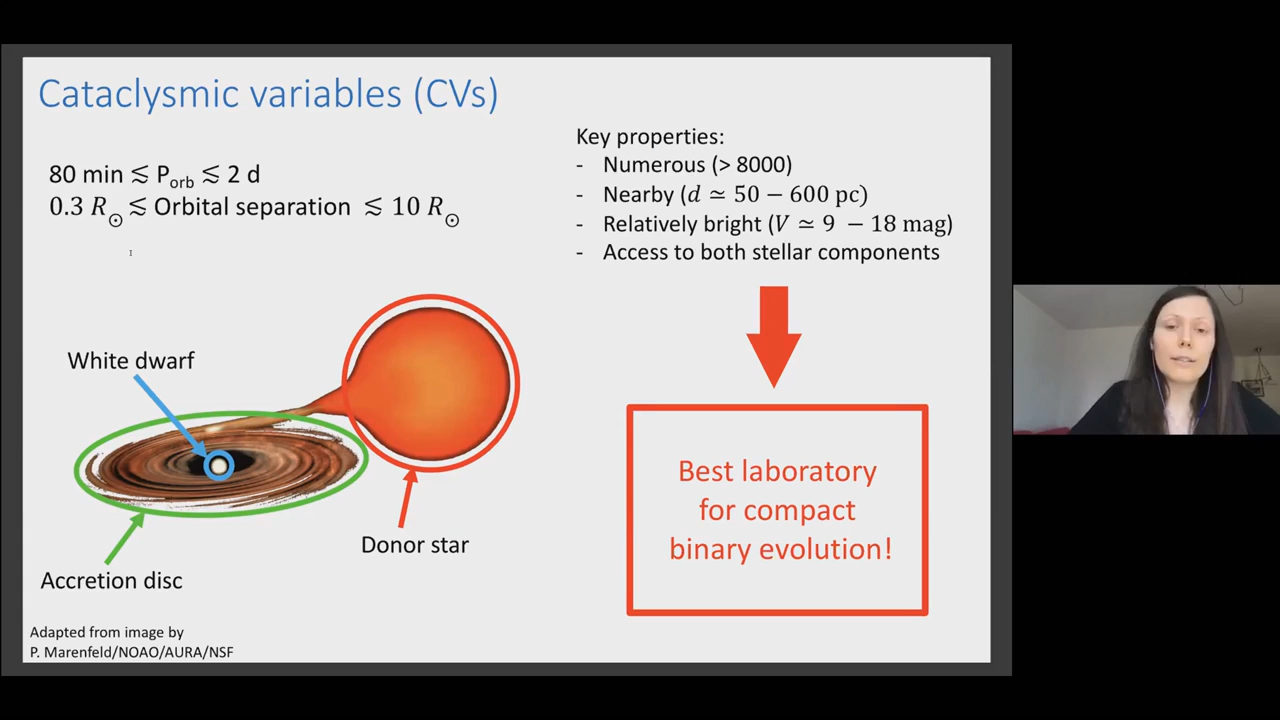 Cataclysmic variables (CVs)
80 min ≲ P_orb ≲ 2 d
0.3 R_⊙ ≲ Orbital separation ≲ 10 R_⊙
Key properties:
- Numerous (> 8000)
- Nearby (d ≃ 50 − 600 pc)
- Relatively bright (V ≃ 9 − 18 mag)
- Access to both stellar components
White dwarf
Donor star
Accretion disc
Best laboratory
for compact
binary evolution!
Adapted from image by
P. Marenfeld/NOAO/AURA/NSF